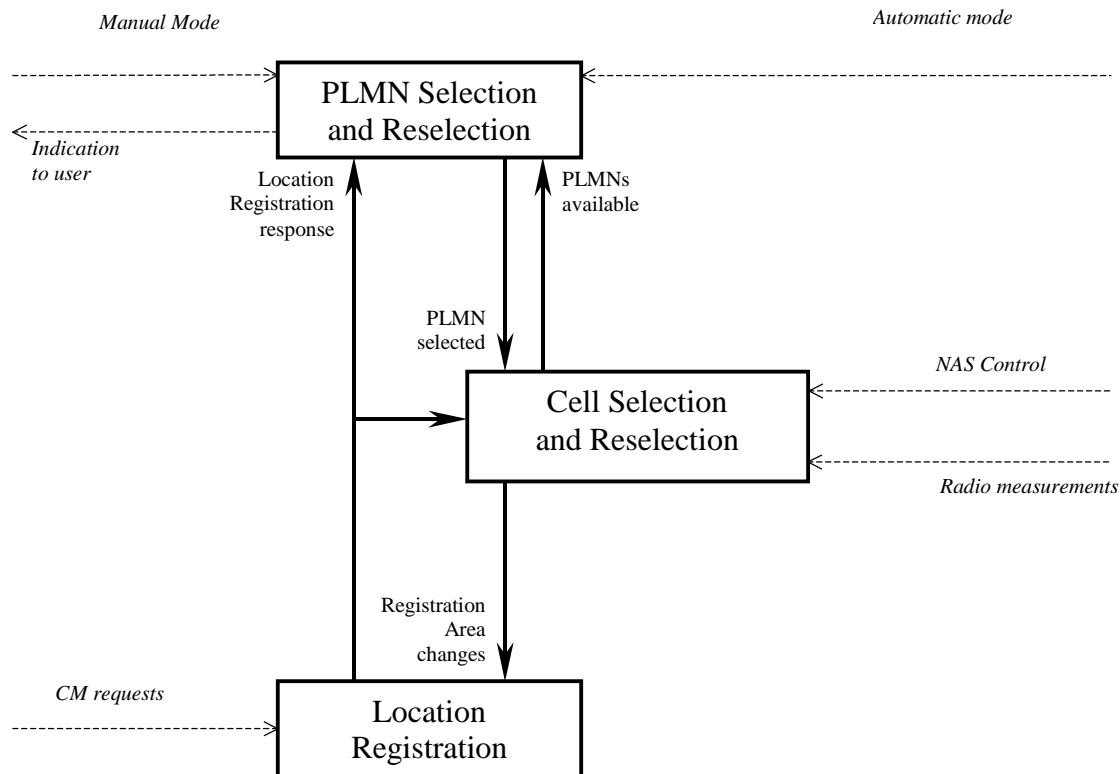 Manual Mode
Automatic mode
PLMN Selection
and Reselection
Indication
to user
Location
Registration
response
PLMNs
available
PLMN
selected
NAS Control
Cell Selection
and Reselection
Radio measurements
Registration
Area
changes
CM requests
Location
Registration